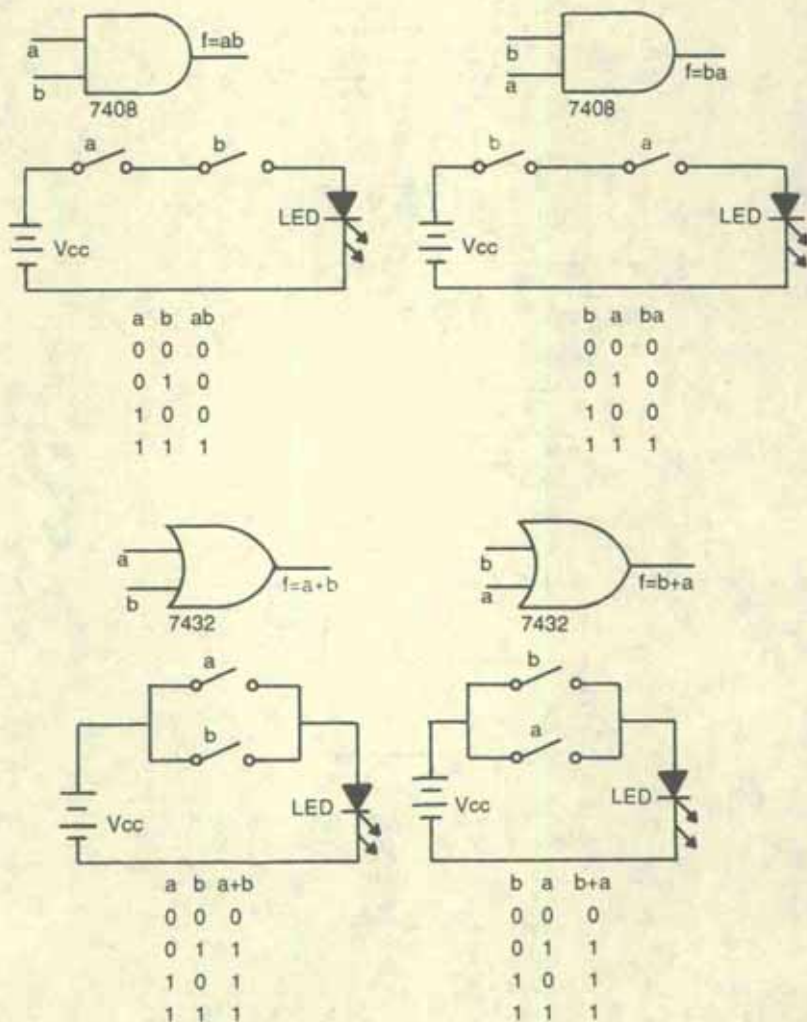 a
f=ab
b
7408
b
f=ba
a
7408
a b
LED
Vcc
b a
LED
Vcc
a b ab
0 0 0
0 1 0
1 0 0
1 1 1
b a ba
0 0 0
0 1 0
1 0 0
1 1 1
a
f=a+b
b
7432
b
f=b+a
a
7432
a
b
LED
Vcc
b
a
LED
Vcc
a b a+b
0 0 0
0 1 1
1 0 1
1 1 1
b a b+a
0 0 0
0 1 1
1 0 1
1 1 1